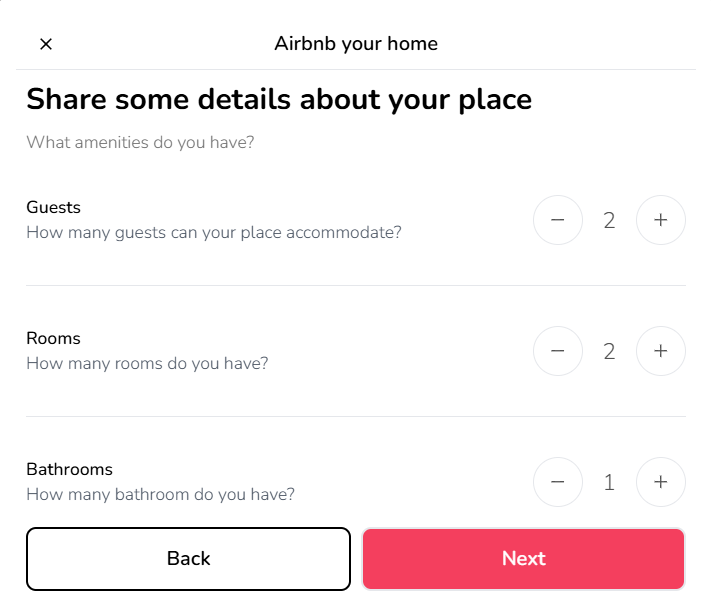 Airbnb your home
Share some details about your place
What amenities do you have?
Guests
How many guests can your place accommodate?
2
Rooms
How many rooms do you have?
2
Bathrooms
How many bathroom do you have?
1
Back
Next